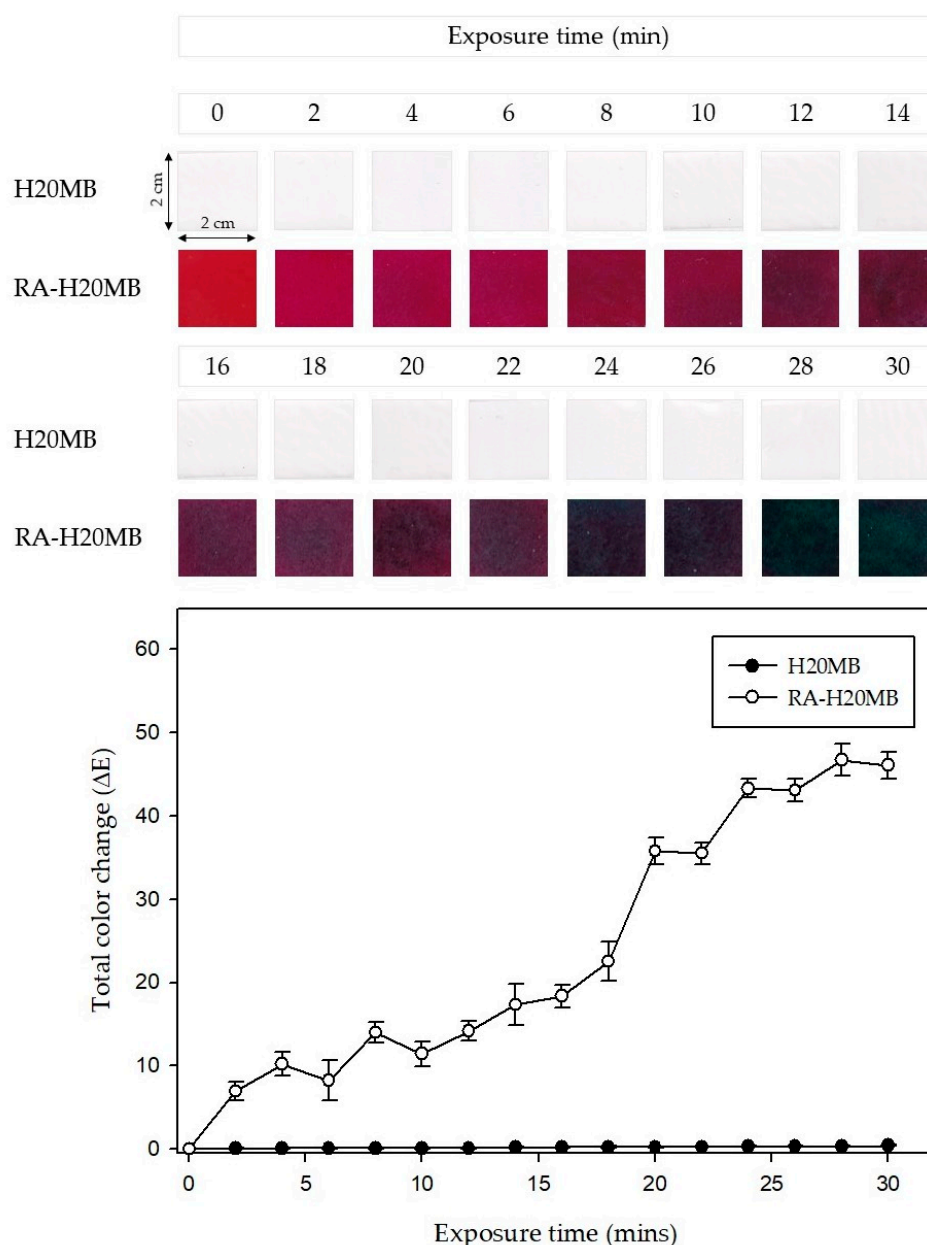 Exposure time (min)
0 2 4 6 8 10 12 14
H20MB
2 cm
2 cm
RA-H20MB
16 18 20 22 24 26 28 30
H20MB
RA-H20MB
60
50
40
30
20
10
0
Total color change (ΔE)
H20MB
RA-H20MB
0 5 10 15 20 25 30
Exposure time (mins)